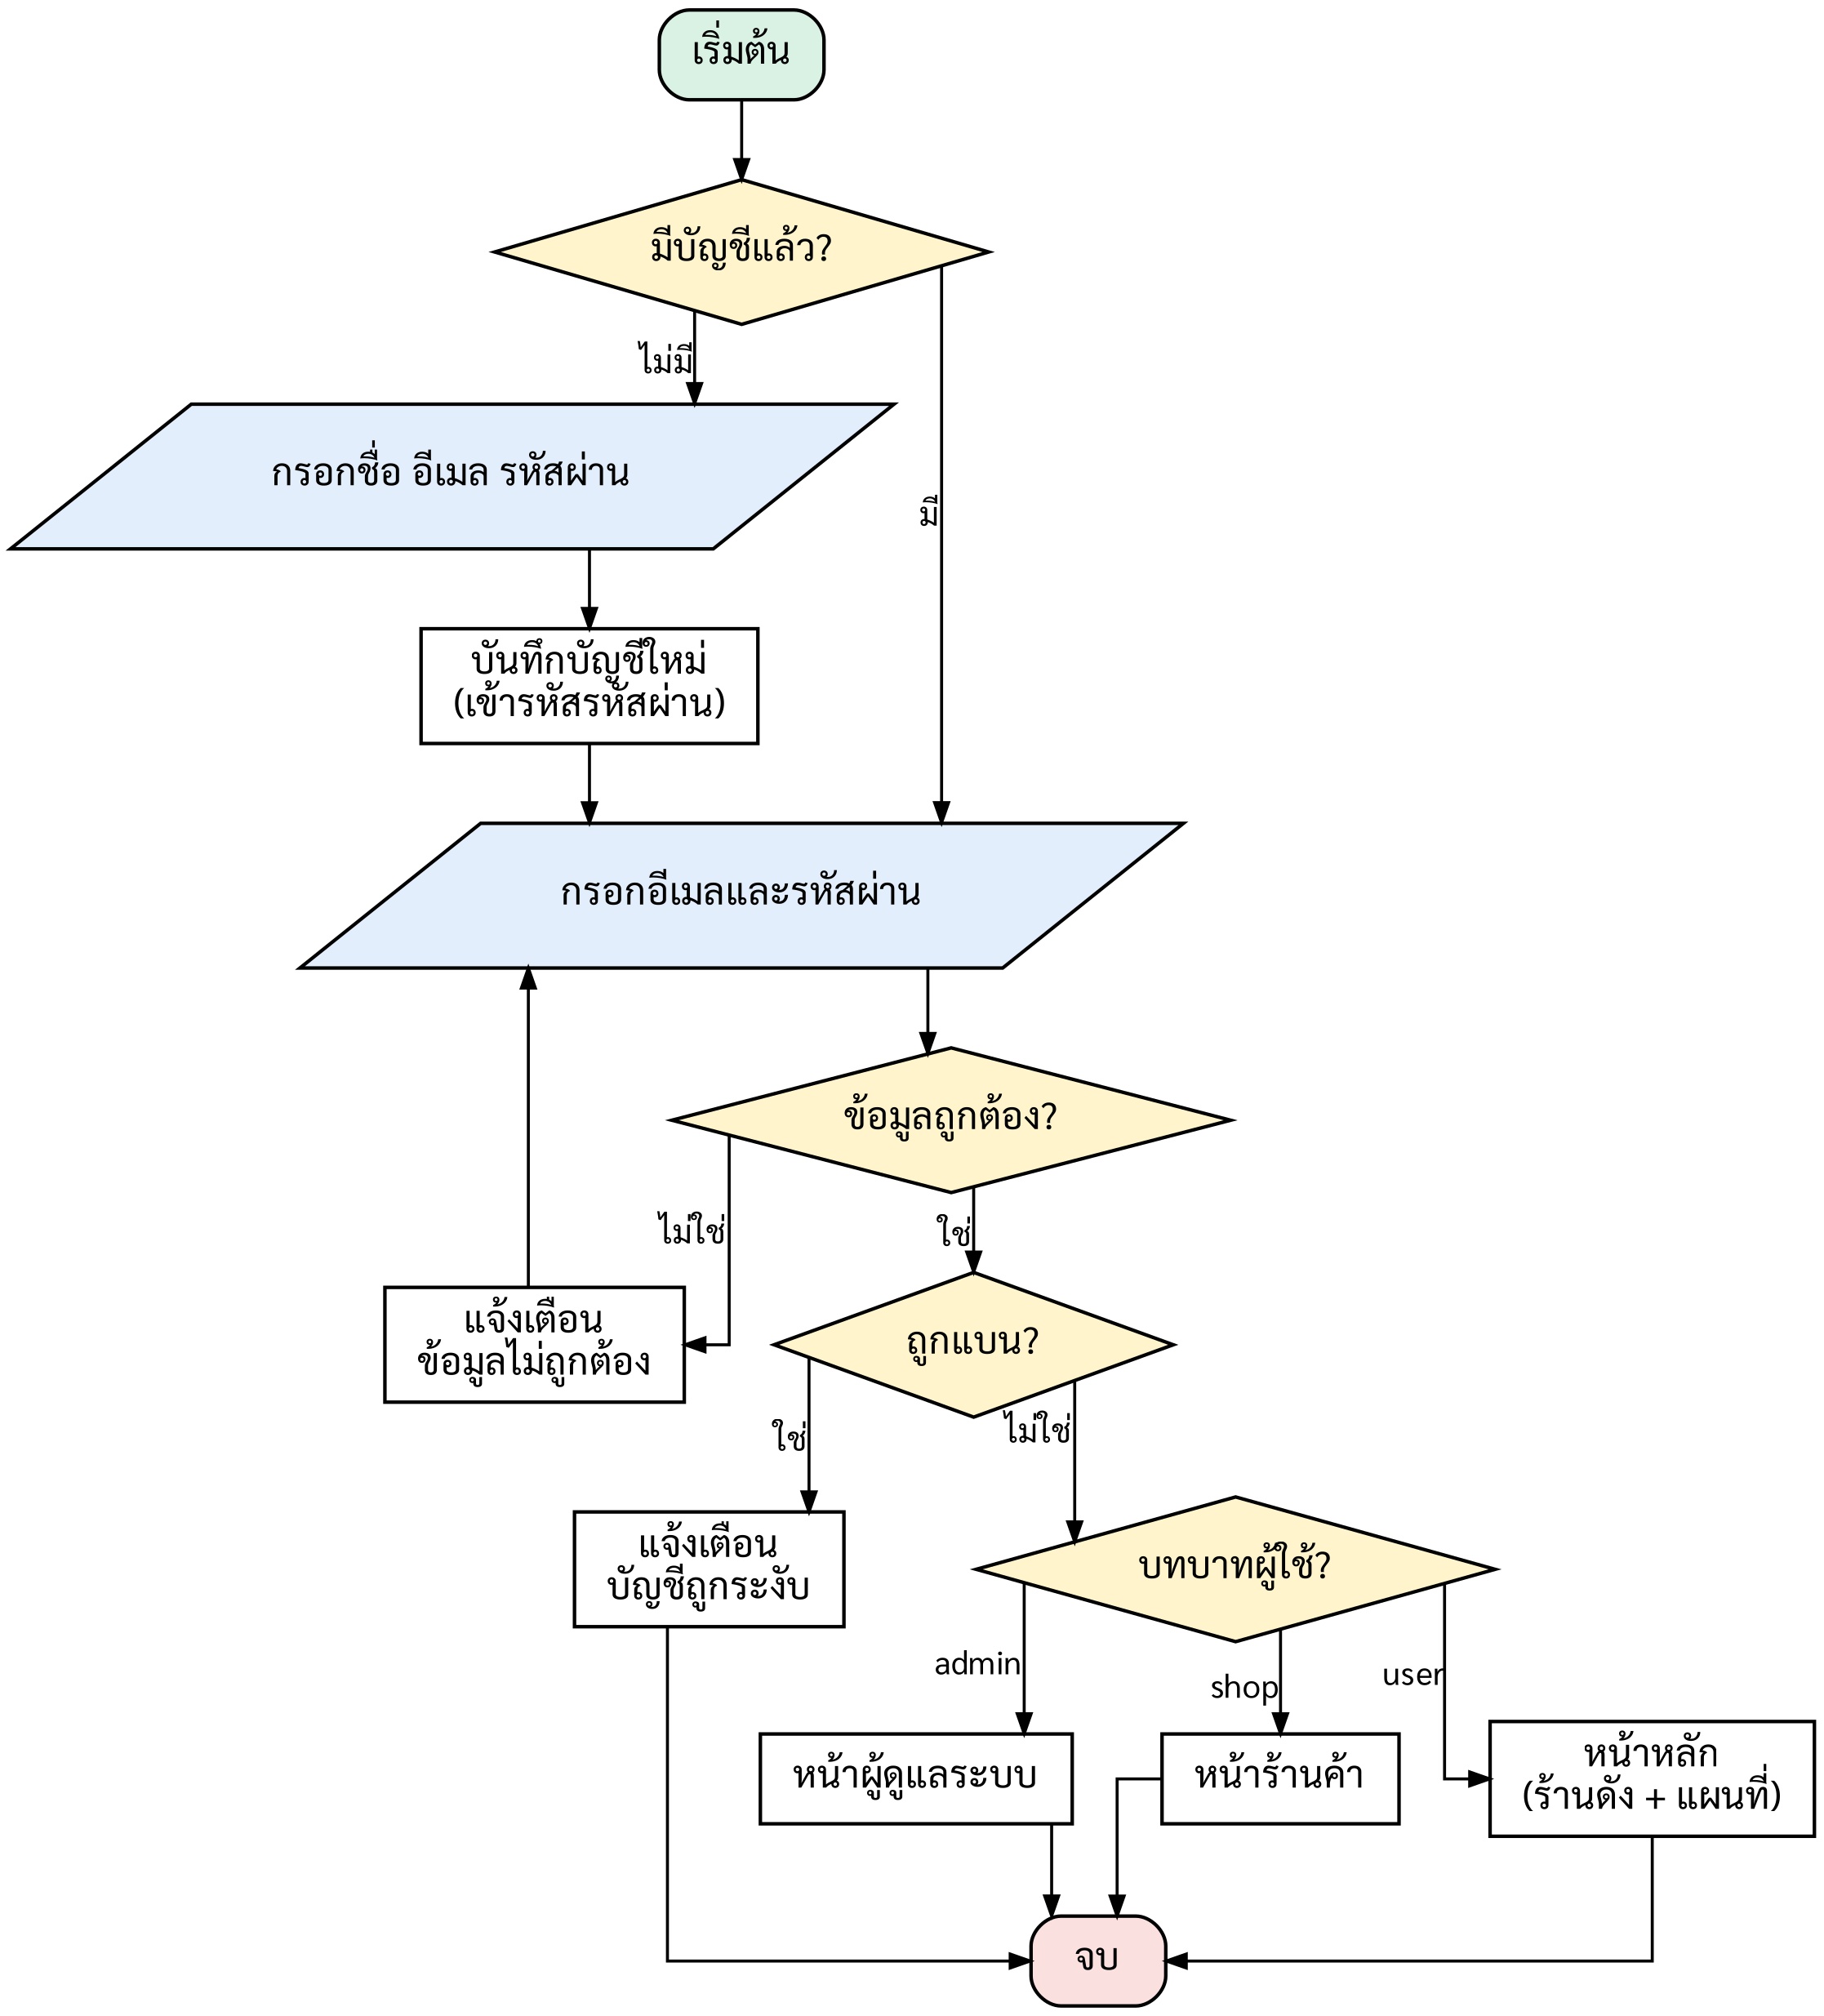 เริ่มต้น
มีบัญชีแล้ว?
ไม่มี
กรอกชื่อ อีเมล รหัสผ่าน
มี
บันทึกบัญชีใหม่
(เข้ารหัสรหัสผ่าน)
กรอกอีเมลและรหัสผ่าน
ข้อมูลถูกต้อง?
ไม่ใช่
ใช่
แจ้งเตือน
ข้อมูลไม่ถูกต้อง
ถูกแบน?
ใช่
ไม่ใช่
แจ้งเตือน
บัญชีถูกระงับ
บทบาทผู้ใช้?
admin
shop
user
หน้าผู้ดูแลระบบ
หน้าร้านค้า
หน้าหลัก
(ร้านดัง + แผนที่)
จบ